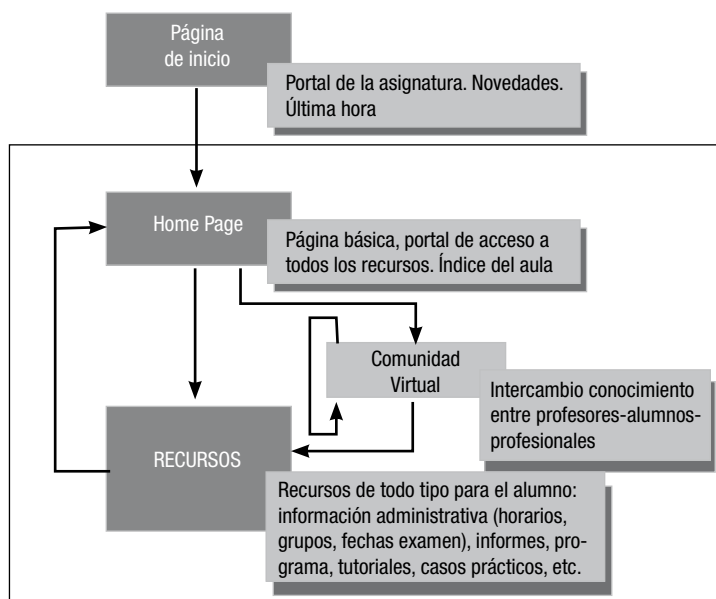 Página
de inicio
Portal de la asignatura. Novedades.
Última hora
Home Page
Página básica, portal de acceso a
todos los recursos. Índice del aula
Comunidad
Virtual
Intercambio conocimiento
entre profesores-alumnos-
profesionales
RECURSOS
Recursos de todo tipo para el alumno:
información administrativa (horarios,
grupos, fechas examen), informes, pro-
grama, tutoriales, casos prácticos, etc.